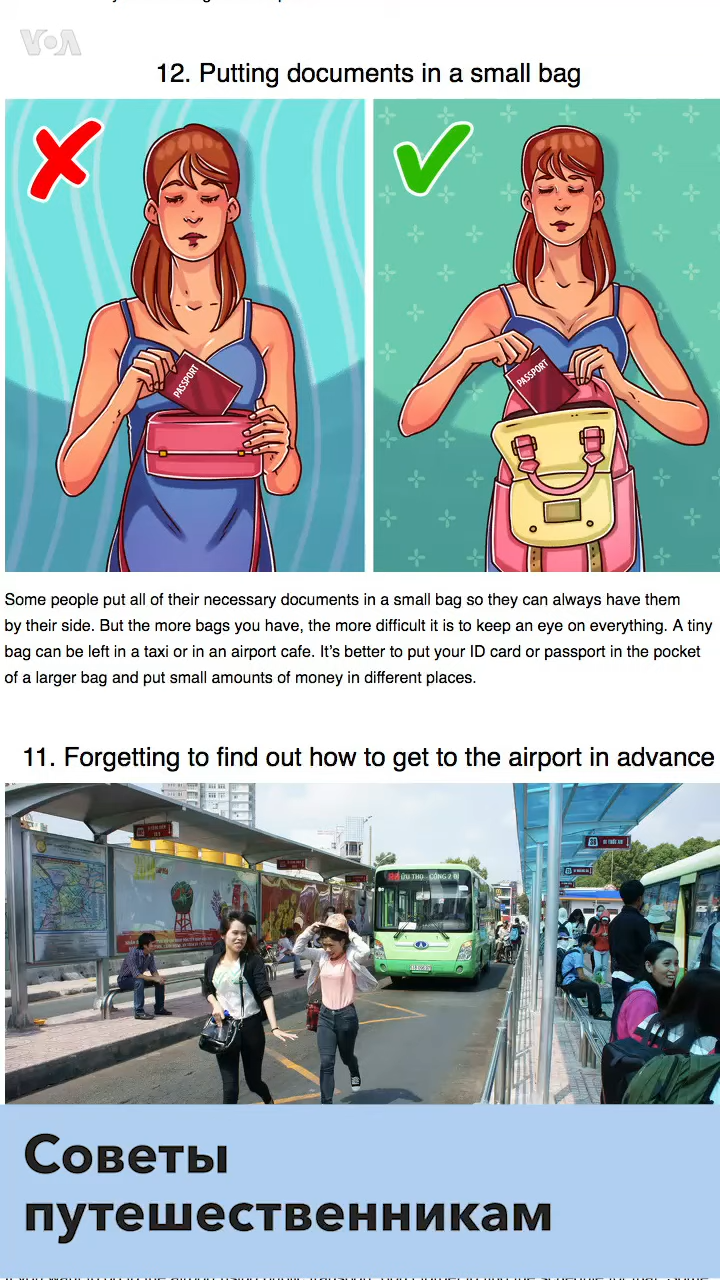 VOA
12. Putting documents in a small bag
PASSPORT
PASSPORT
Some people put all of their necessary documents in a small bag so they can always have them
by their side. But the more bags you have, the more difficult it is to keep an eye on everything. A tiny
bag can be left in a taxi or in an airport cafe. It's better to put your ID card or passport in the pocket
of a larger bag and put small amounts of money in different places.
11. Forgetting to find out how to get to the airport in advance
Советы
путешественникам